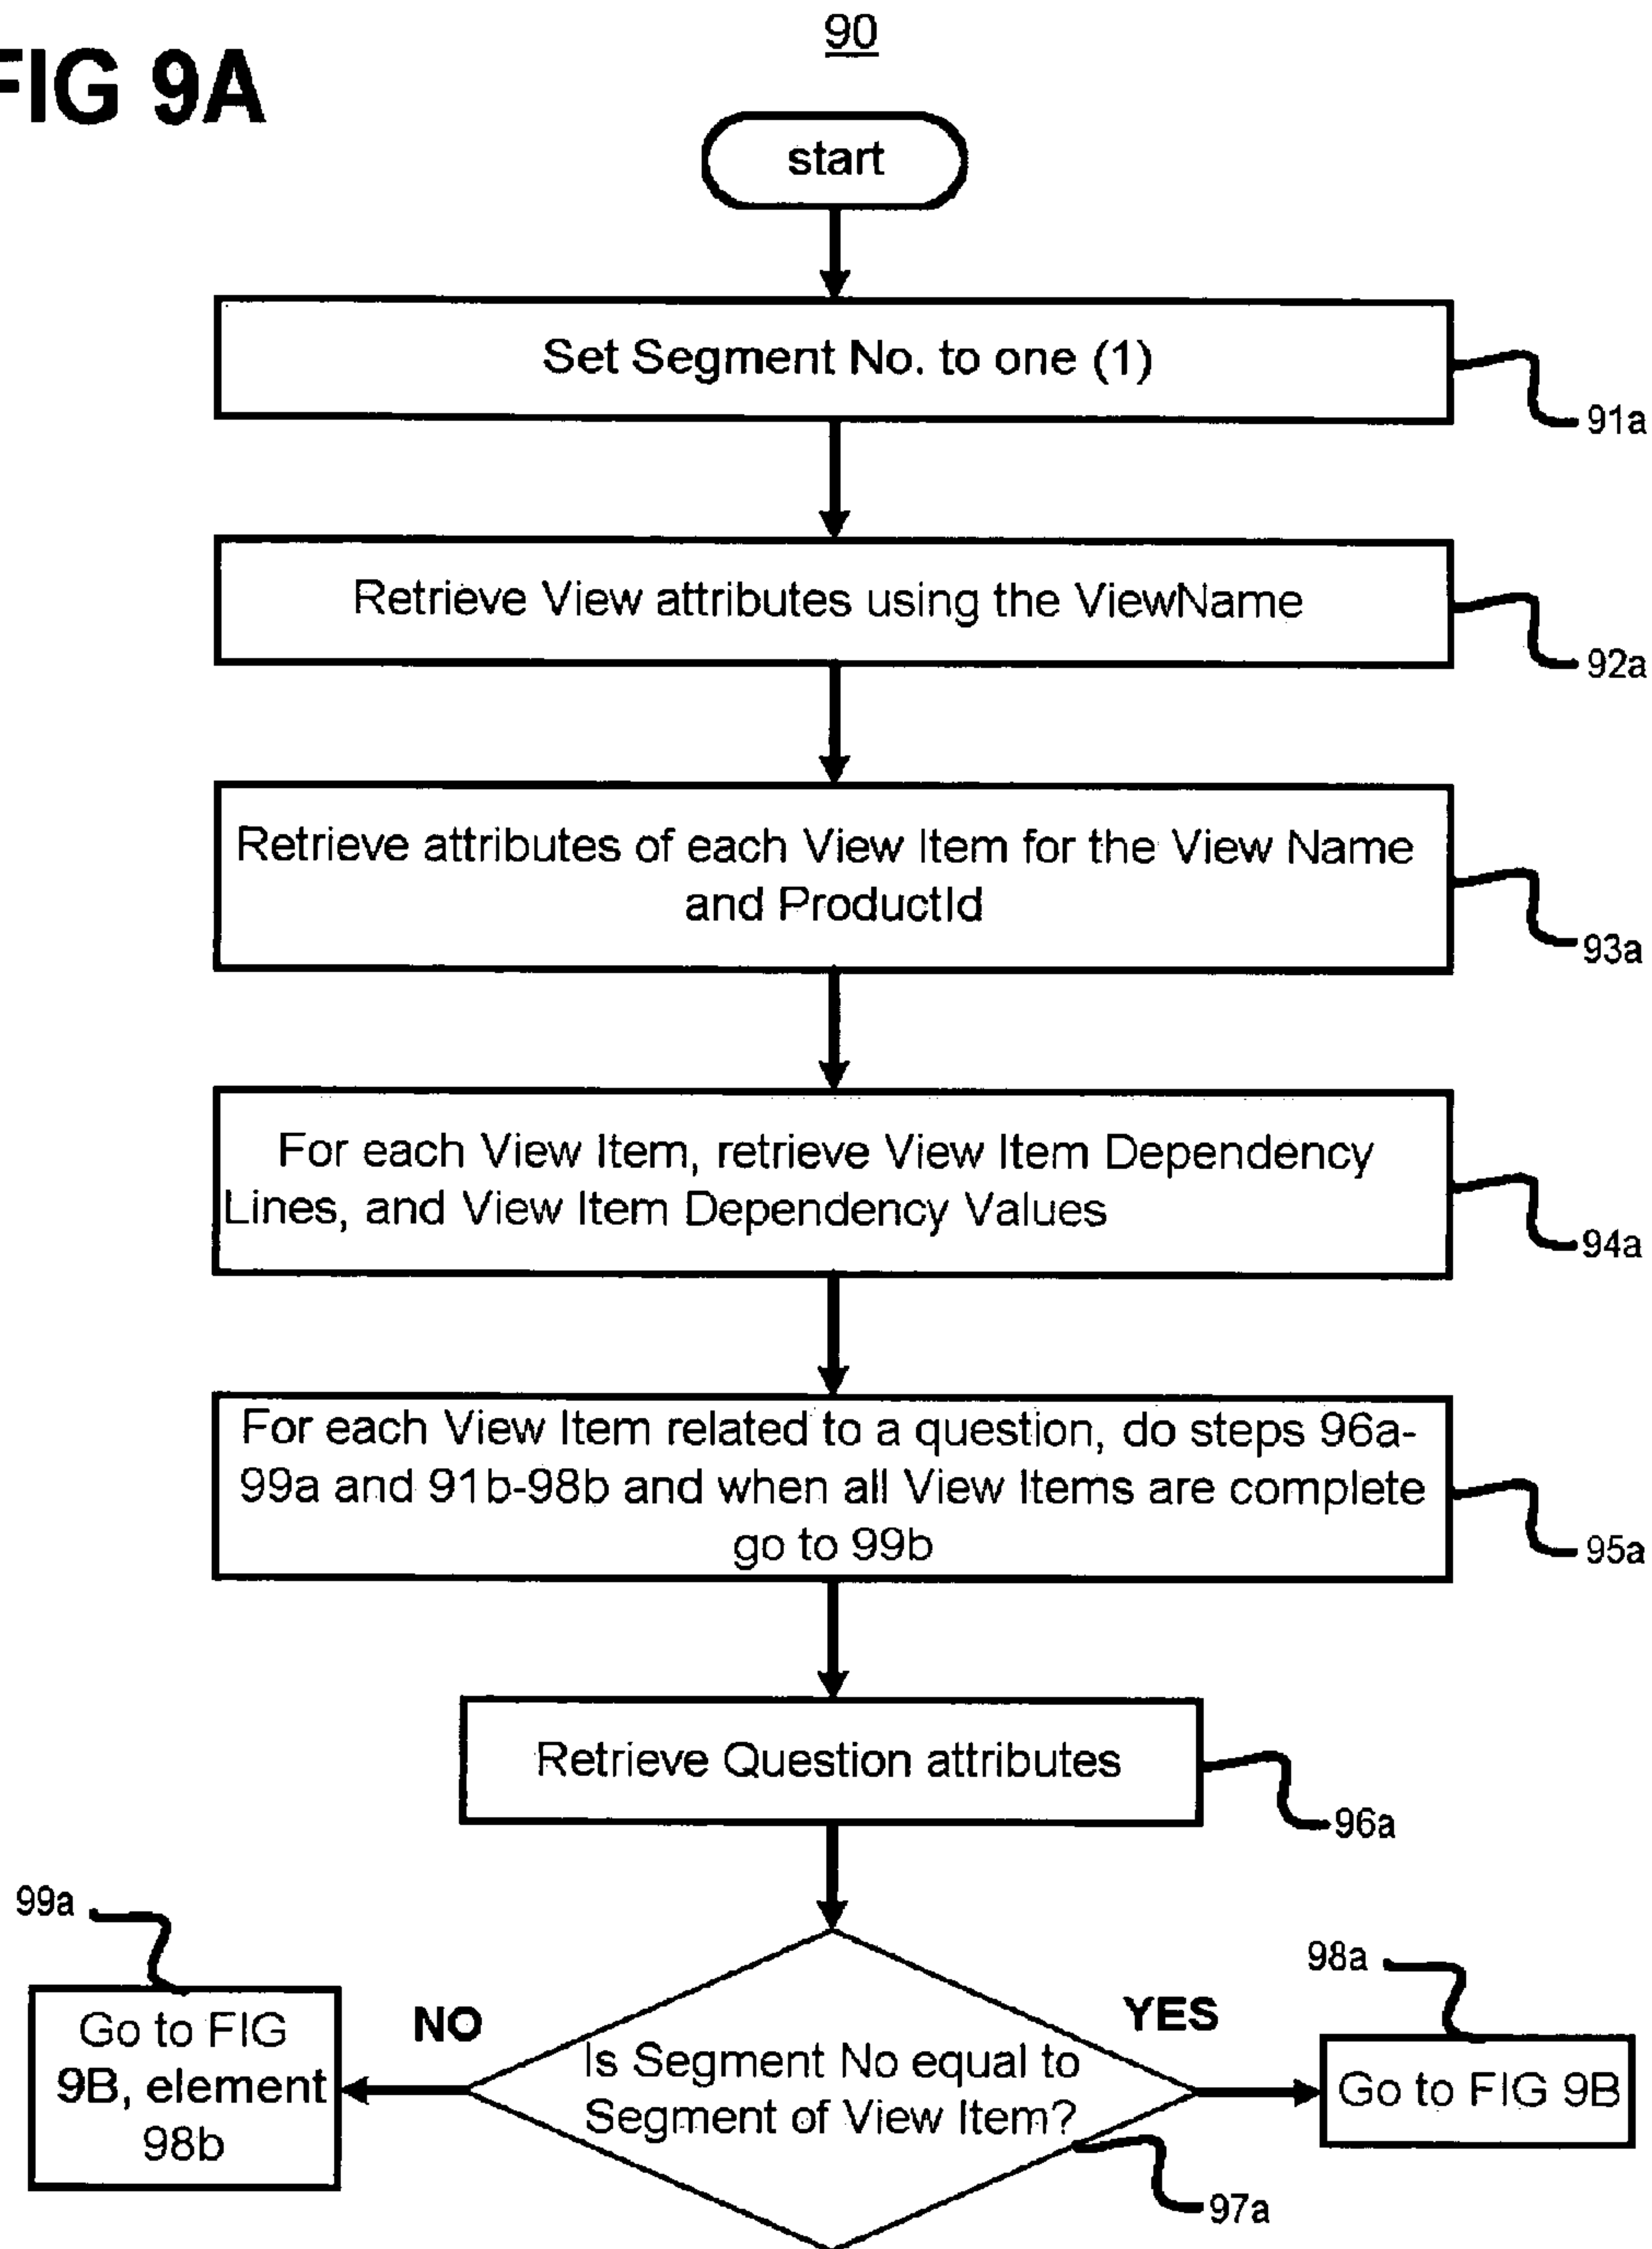 90
FIG 9A
start
Set Segment No. to one (1)
91a
Retrieve View attributes using the ViewName
92a
Retrieve attributes of each View Item for the View Name
and ProductId
93a
For each View Item, retrieve View Item Dependency
Lines, and View Item Dependency Values
94a
For each View Item related to a question, do steps 96a-
99a and 91b-98b and when all View Items are complete
go to 99b
95a
Retrieve Question attributes
96a
99a
98a
NO
YES
Go to FIG
9B, element
98b
Is Segment No equal to
Segment of View Item?
Go to FIG 9B
97a